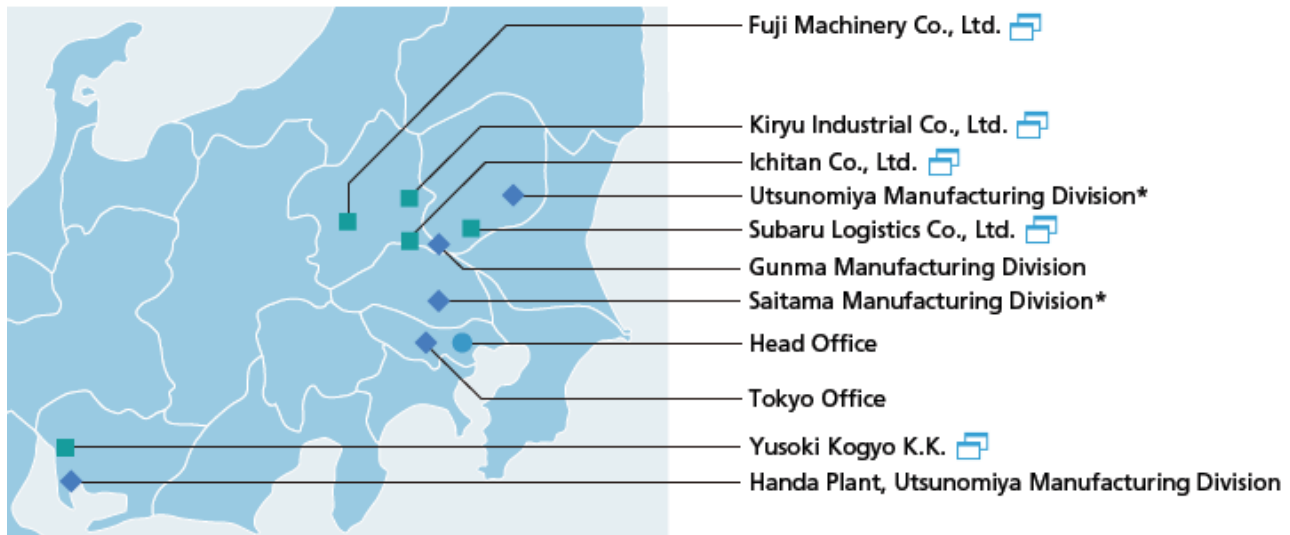 Fuji Machinery Co., Ltd.
Kiryu Industrial Co., Ltd.
Ichitan Co., Ltd.
Utsunomiya Manufacturing Division*
Subaru Logistics Co., Ltd.
Gunma Manufacturing Division
Saitama Manufacturing Division*
Head Office
Tokyo Office
Yusoki Kogyo K.K.
Handa Plant, Utsunomiya Manufacturing Division